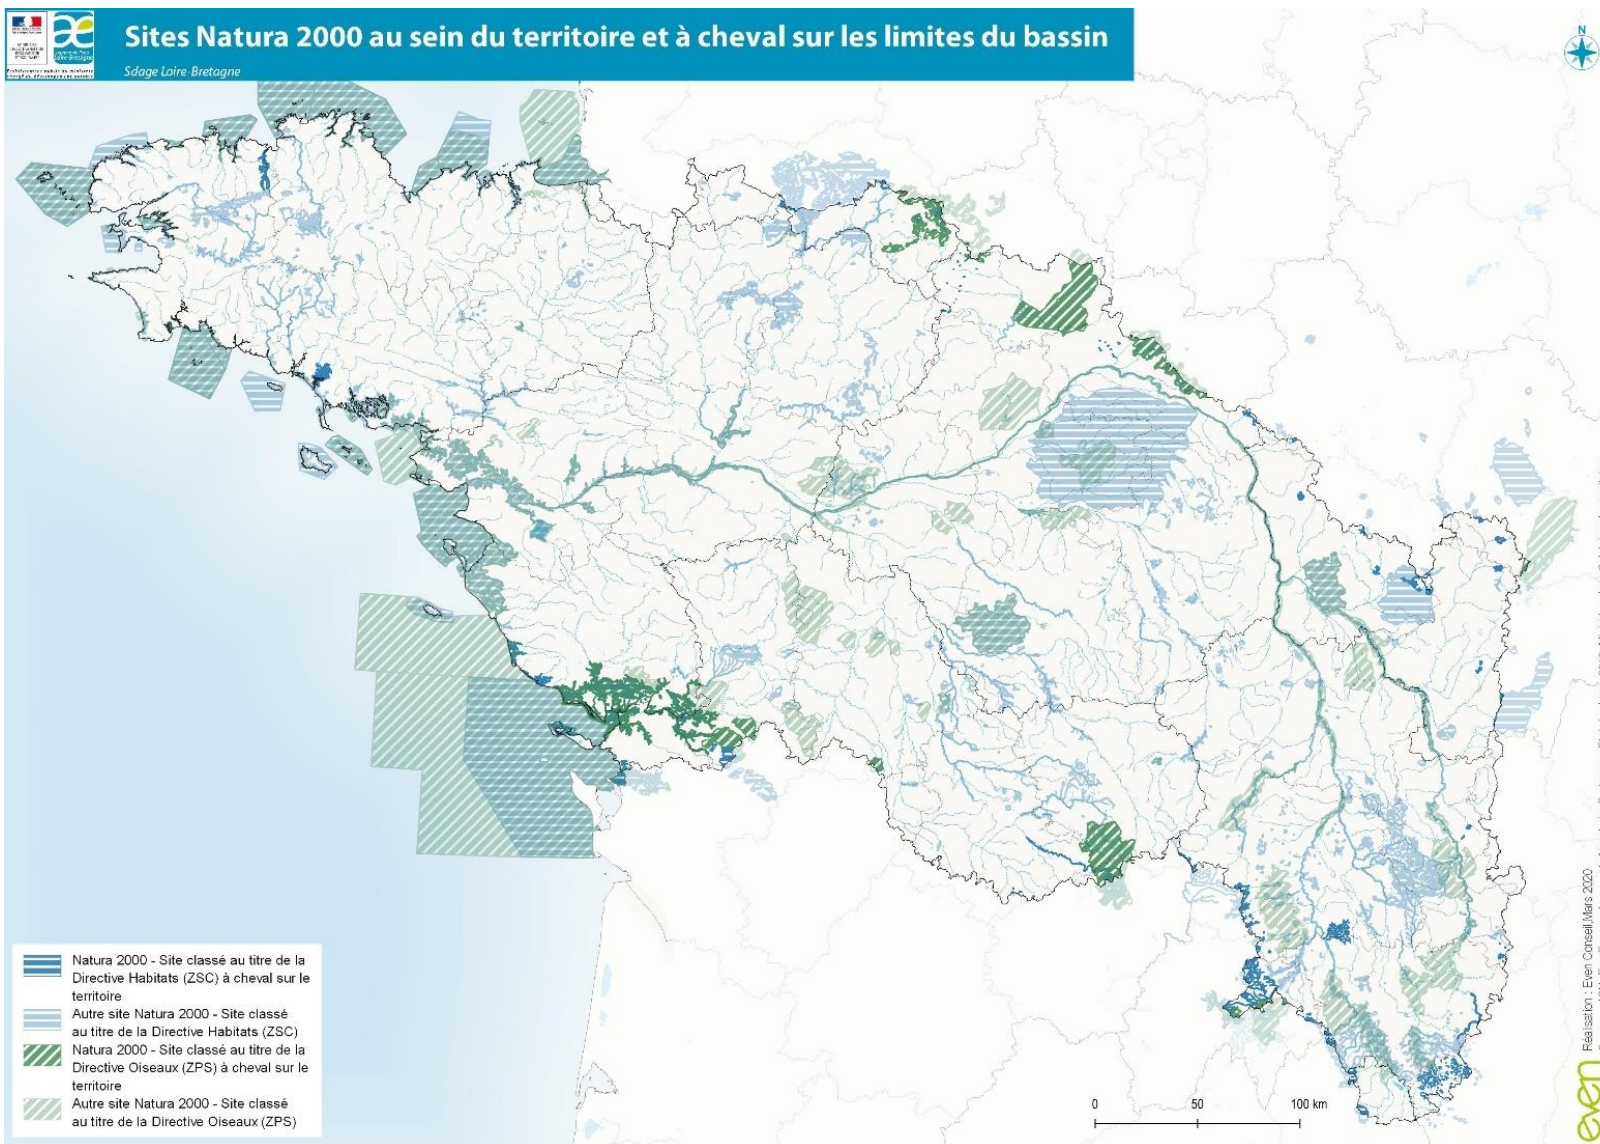 Sites Natura 2000 au sein du territoire et à cheval sur les limites du bassin
Sdage Loire-Bretagne
N
Natura 2000 - Site classé au titre de la
Directive Habitats (ZSC) à cheval sur le
territoire
Autre site Natura 2000 - Site classé
au titre de la Directive Habitats (ZSC)
Natura 2000 - Site classé au titre de la
Directive Oiseaux (ZPS) à cheval sur le
territoire
Autre site Natura 2000 - Site classé
au titre de la Directive Oiseaux (ZPS)
0 50 100 km
even
Réalisation : Even Conseil,Mars 2020